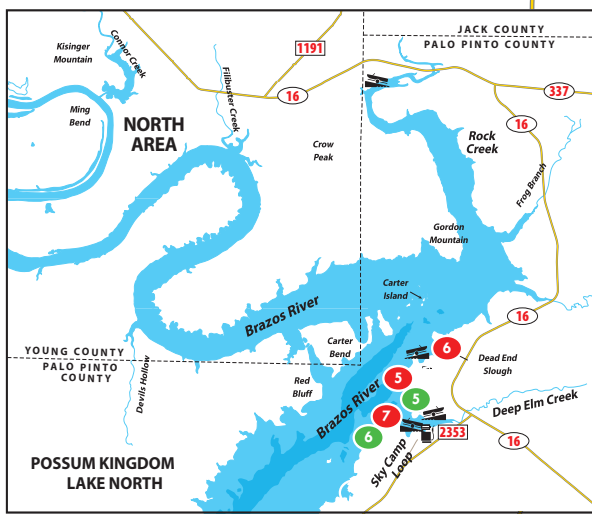 JACK COUNTY
PALO PINTO COUNTY
Kisinger
Mountain
Connor Creek
1191
16
337
Filibuster Creek
Ming
Bend
NORTH
AREA
Crow
Peak
16
Rock
Creek
Frog Branch
Gordon
Mountain
Carter
Island
Brazos River
16
YOUNG COUNTY
PALO PINTO
COUNTY
Carter
Bend
6
Dead End
Slough
Devils Hollow
Red
Bluff
Brazos River
5
5
Deep Elm Creek
7
6
2353
16
Sky Camp
Loop
POSSUM KINGDOM
LAKE NORTH